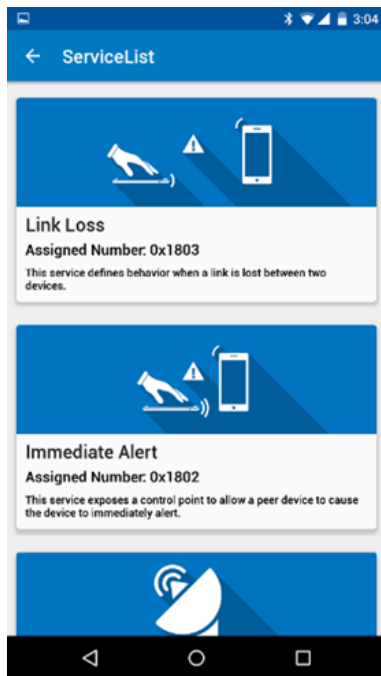 3:04
ServiceList
Link Loss
Assigned Number: 0x1803
This service defines behavior when a link is lost between two
devices.
Immediate Alert
Assigned Number: 0x1802
This service exposes a control point to allow a peer device to cause
the device to immediately alert.